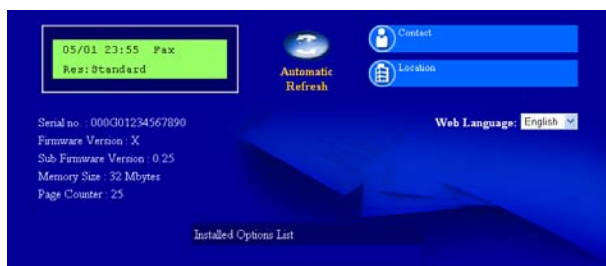 05/01 23:55 Fax
Res:Standard
Automatic
Refresh
Contact
Location
Serial no. : 000G01234567890
Firmware Version : X
Sub Firmware Version : 0.25
Memory Size : 32 Mbytes
Page Counter : 25
Web Language: English
Installed Options List